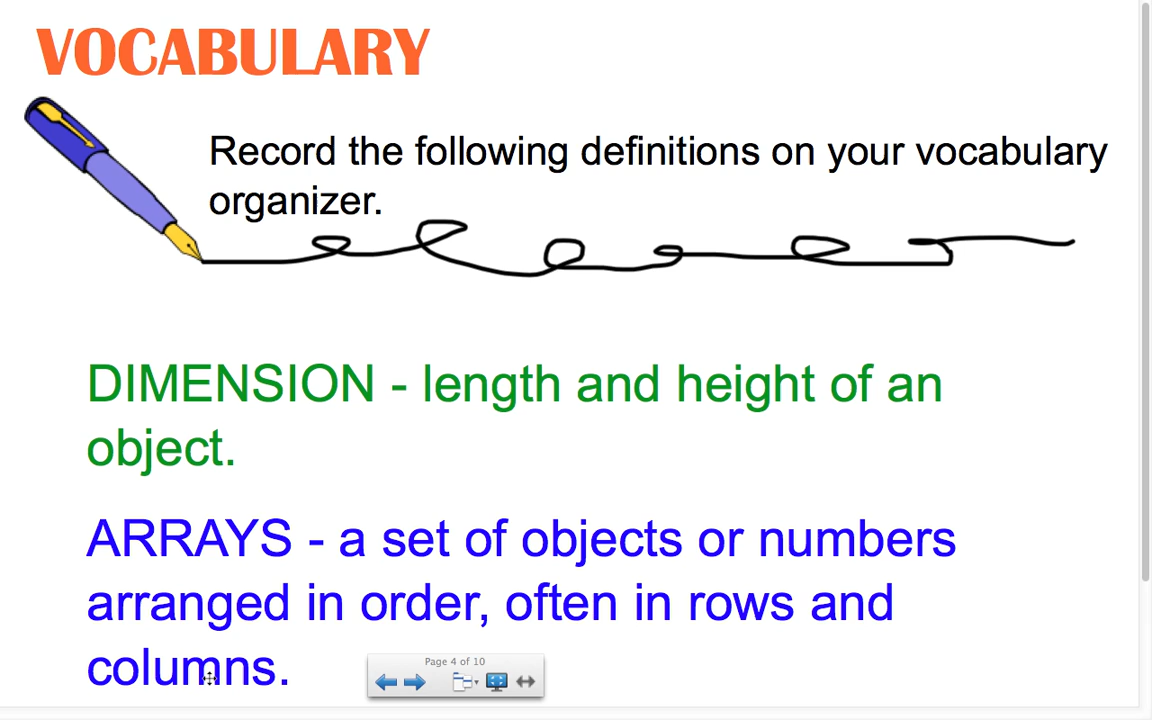 VOCABULARY
Record the following definitions on your vocabulary
organizer.
DIMENSION - length and height of an
object.
ARRAYS - a set of objects or numbers
arranged in order, often in rows and
columns.
Page 4 of 10